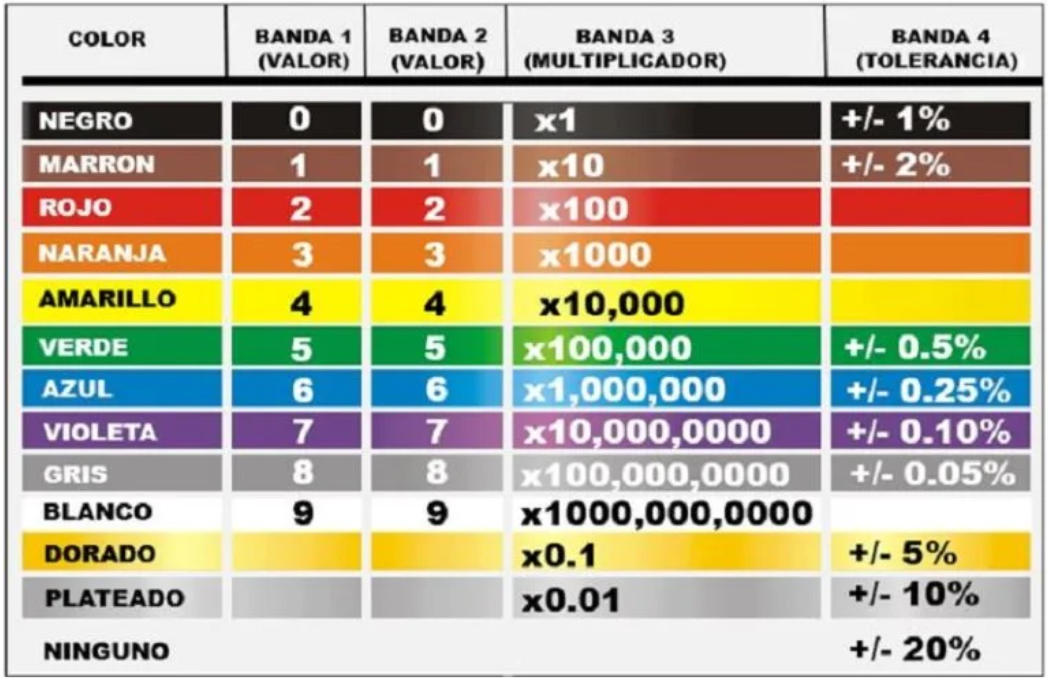 COLOR BANDA 1 BANDA 2 BANDA 3 BANDA 4
(VALOR) (VALOR) (MULTIPLICADOR) (TOLERANCIA)
NEGRO 0 0 x1 +/- 1%
MARRON 1 1 x10 +/- 2%
ROJO 2 2 x100
NARANJA 3 3 x1000
AMARILLO 4 4 x10,000
VERDE 5 5 x100,000 +/- 0.5%
AZUL 6 6 x1,000,000 +/- 0.25%
VIOLETA 7 7 x10,000,0000 +/- 0.10%
GRIS 8 8 x100,000,0000 +/- 0.05%
BLANCO 9 9 x1000,000,0000
DORADO x0.1 +/- 5%
PLATEADO x0.01 +/- 10%
NINGUNO +/- 20%